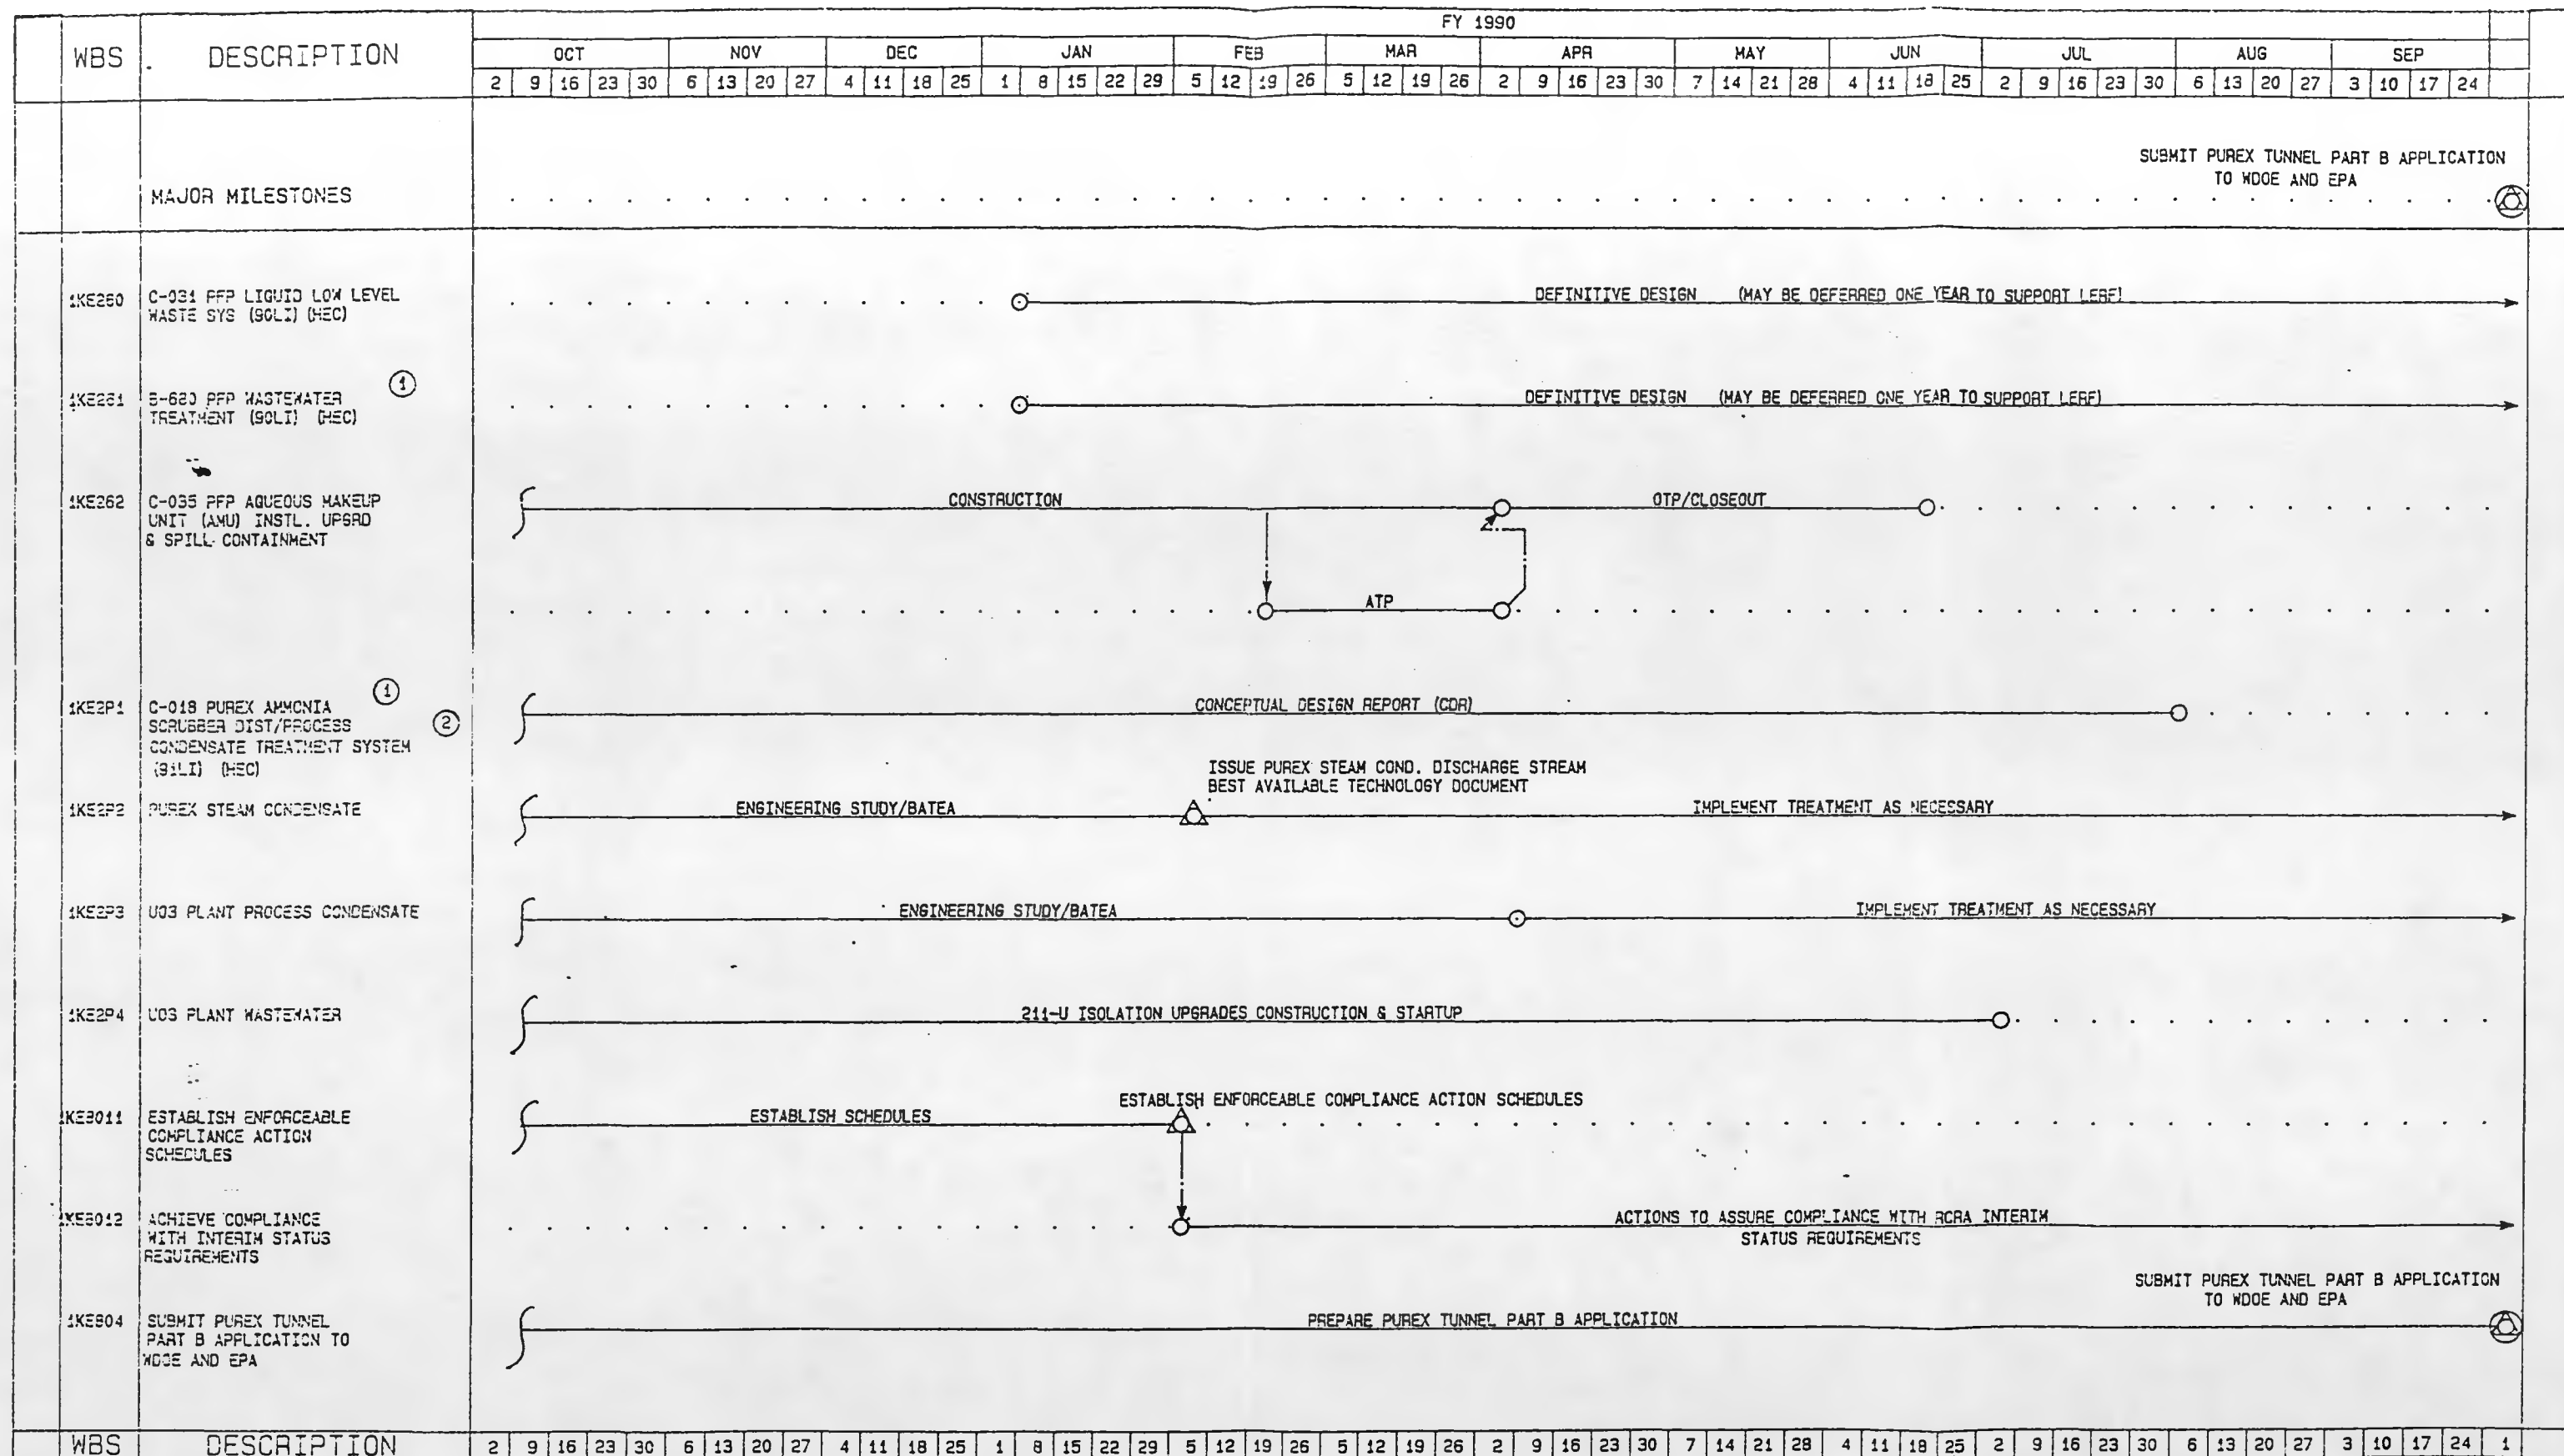 FY 1990
WBS . DESCRIPTION OCT NOV DEC JAN FEB MAR APR MAY JUN JUL AUG SEP
2 9 16 23 30 6 13 20 27 4 11 18 25 1 8 15 22 29 5 12 19 26 5 12 19 26 2 9 16 23 30 7 14 21 28 4 11 18 25 2 9 16 23 30 6 13 20 27 3 10 17 24
SUBMIT PUREX TUNNEL PART B APPLICATION
TO WDOE AND EPA
MAJOR MILESTONES
1KE260 C-031 PFP LIQUID LOW LEVEL
WASTE SYS (90LI) (HEC)
DEFINITIVE DESIGN (MAY BE DEFERRED ONE YEAR TO SUPPORT LERF)
1KE261 B-680 PFP WASTEWATER 1
TREATMENT (90LI) (HEC)
DEFINITIVE DESIGN (MAY BE DEFERRED ONE YEAR TO SUPPORT LERF)
1KE262 C-035 PFP AQUEOUS MAKEUP
UNIT (AMU) INSTL. UPGRD
& SPILL CONTAINMENT
CONSTRUCTION OTP/CLOSEOUT
ATP
1KE2P1 C-018 PUREX AMMONIA 1
SCRUBBER DIST/PROCESS 2
CONDENSATE TREATMENT SYSTEM
(91LI) (HEC)
CONCEPTUAL DESIGN REPORT (CDR)
ISSUE PUREX STEAM COND. DISCHARGE STREAM
BEST AVAILABLE TECHNOLOGY DOCUMENT
1KE2P2 PUREX STEAM CONDENSATE
ENGINEERING STUDY/BATEA IMPLEMENT TREATMENT AS NECESSARY
1KE2P3 UO3 PLANT PROCESS CONDENSATE
ENGINEERING STUDY/BATEA IMPLEMENT TREATMENT AS NECESSARY
1KE2P4 UO3 PLANT WASTEWATER
211-U ISOLATION UPGRADES CONSTRUCTION & STARTUP
ESTABLISH ENFORCEABLE COMPLIANCE ACTION SCHEDULES
1KE8011 ESTABLISH ENFORCEABLE
COMPLIANCE ACTION
SCHEDULES
ESTABLISH SCHEDULES
1KE8012 ACHIEVE COMPLIANCE
WITH INTERIM STATUS
REQUIREMENTS
ACTIONS TO ASSURE COMPLIANCE WITH RCRA INTERIM
STATUS REQUIREMENTS
SUBMIT PUREX TUNNEL PART B APPLICATION
TO WDOE AND EPA
1KE804 SUBMIT PUREX TUNNEL
PART B APPLICATION TO
WDOE AND EPA
PREPARE PUREX TUNNEL PART B APPLICATION
WBS DESCRIPTION 2 9 16 23 30 6 13 20 27 4 11 18 25 1 8 15 22 29 5 12 19 26 5 12 19 26 2 9 16 23 30 7 14 21 28 4 11 18 25 2 9 16 23 30 6 13 20 27 3 10 17 24 1